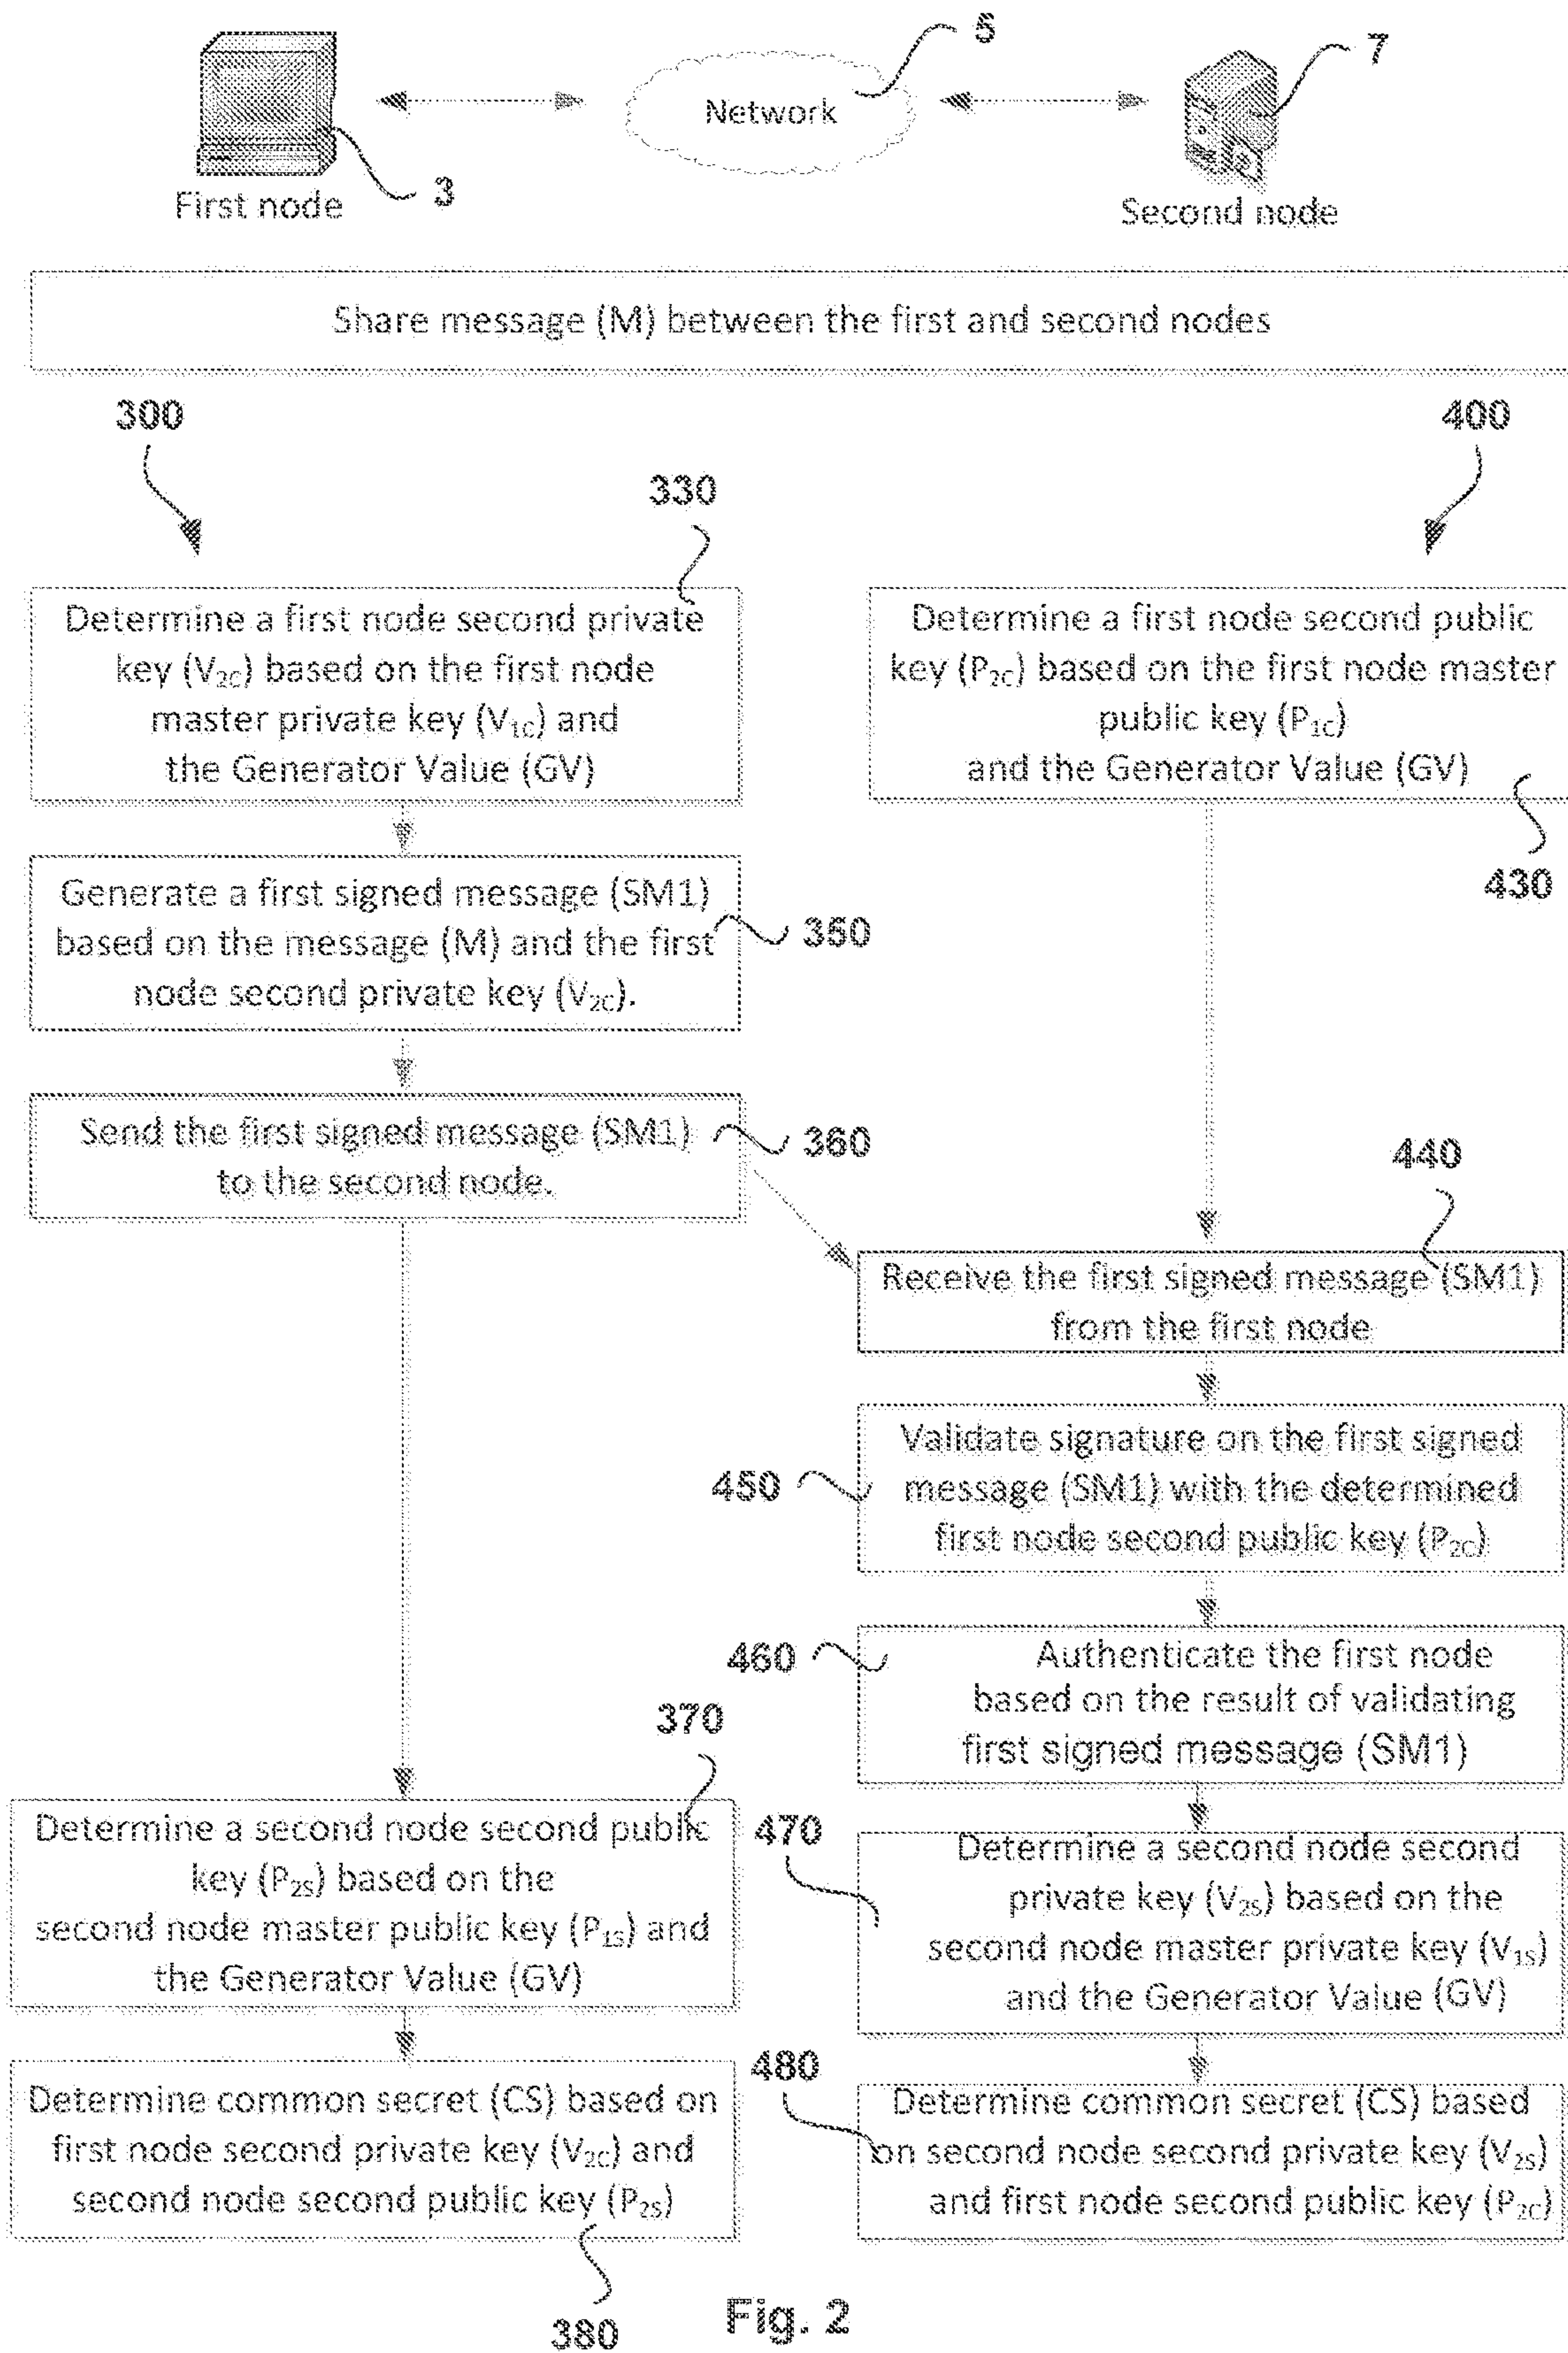 5
7
Network
3
First node
Second node
Share message (M) between the first and second nodes
300
400
330
Determine a first node second private
key (V2C) based on the first node
master private key (V1C) and
the Generator Value (GV)
Determine a first node second public
key (P2C) based on the first node master
public key (P1C)
and the Generator Value (GV)
430
Generate a first signed message (SM1)
based on the message (M) and the first
node second private key (V2C).
350
Send the first signed message (SM1)
to the second node.
360
440
Receive the first signed message (SM1)
from the first node
450
Validate signature on the first signed
message (SM1) with the determined
first node second public key (P2C)
460
Authenticate the first node
based on the result of validating
first signed message (SM1)
370
Determine a second node second public
key (P2S) based on the
second node master public key (P1S) and
the Generator Value (GV)
470
Determine a second node second
private key (V2S) based on the
second node master private key (V1S)
and the Generator Value (GV)
Determine common secret (CS) based on
first node second private key (V2C) and
second node second public key (P2S)
380
480
Determine common secret (CS) based
on second node second private key (V2S)
and first node second public key (P2C)
Fig. 2